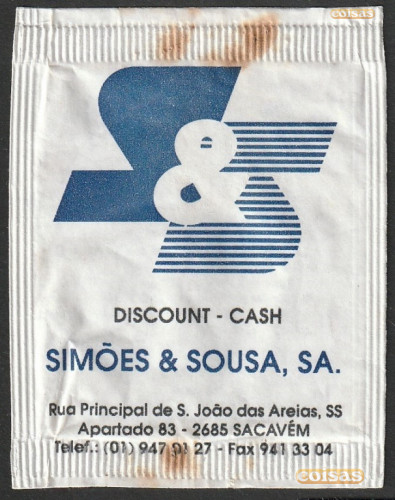 coisas
S&S
DISCOUNT - CASH
SIMÕES & SOUSA, SA.
Rua Principal de S. João das Areias, SS
Apartado 83 - 2685 SACAVÉM
Telef.: (01) 947 91 27 - Fax 941 33 04
coisas